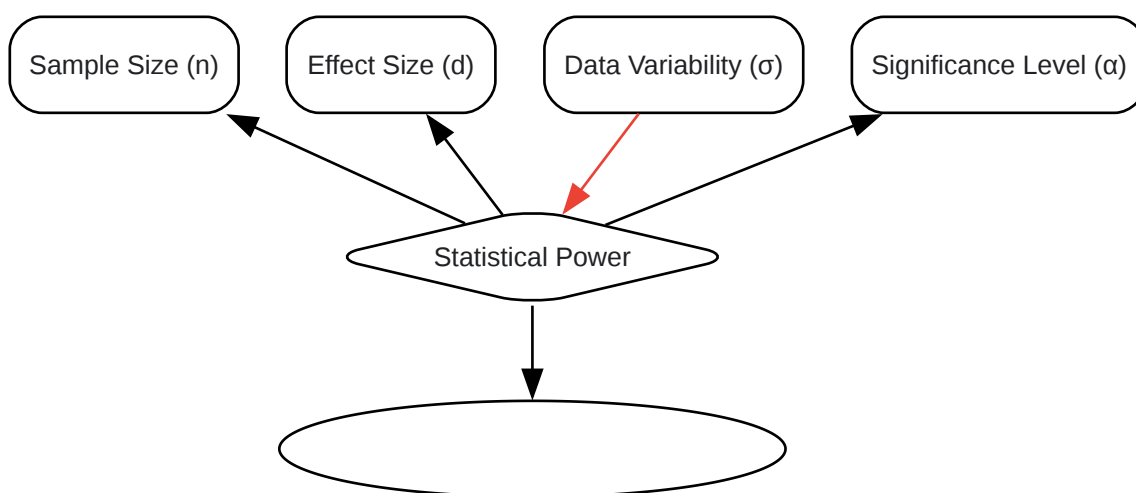 Sample Size (n)
Effect Size (d)
Data Variability (σ)
Significance Level (α)
Statistical Power